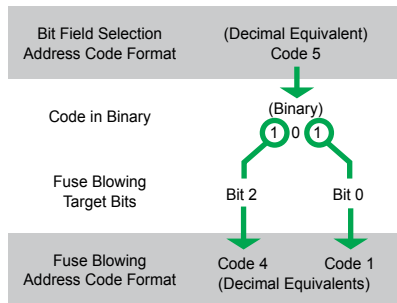 Bit Field Selection
Address Code Format
(Decimal Equivalent)
Code 5
Code in Binary
(Binary)
1 0 1
Fuse Blowing
Target Bits
Bit 2
Bit 0
Fuse Blowing
Address Code Format
Code 4
Code 1
(Decimal Equivalents)